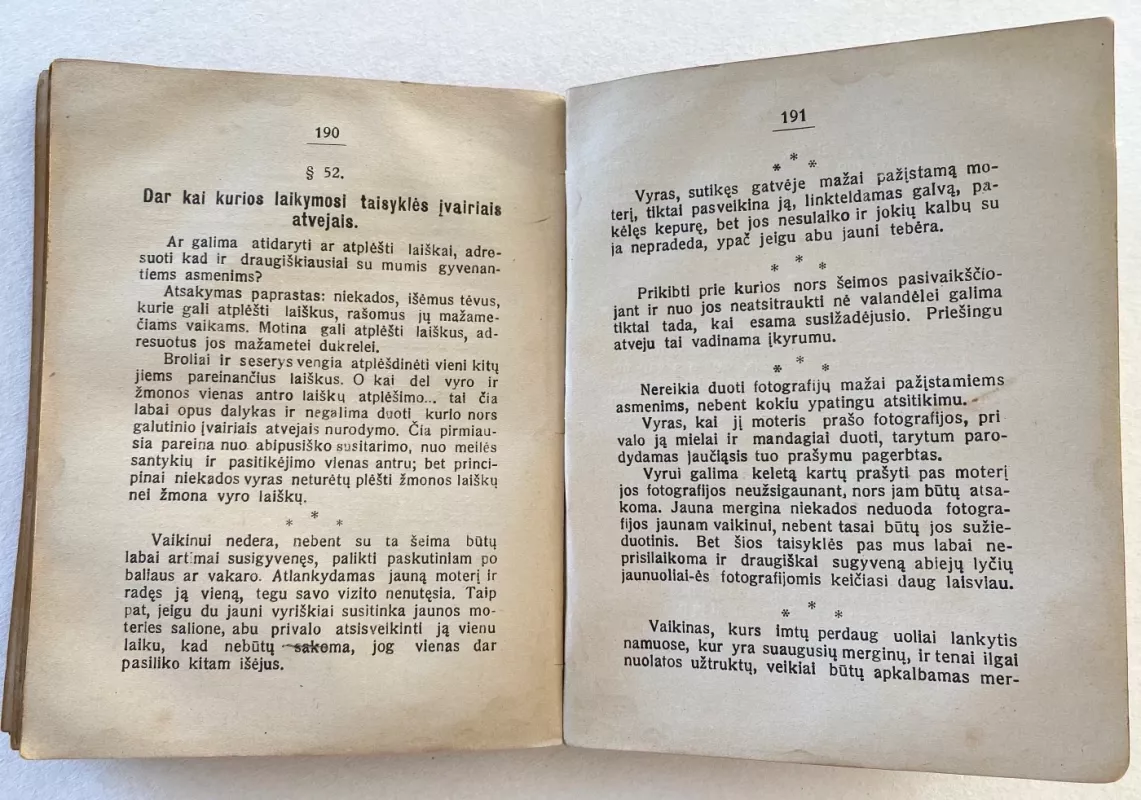 190
§ 52.
Dar kai kurios laikymosi taisyklės įvairiais
atvejais.
Ar galima atidaryti ar atplėšti laiškai, adre-
suoti kad ir draugiškiausiai su mumis gyvenan-
tiems asmenims?
Atsakymas paprastas: niekados, išėmus tėvus,
kurie gali atplėšti laiškus, rašomus jų mažame-
čiams vaikams. Motina gali atplėšti laiškus, ad-
resuotus jos mažametei dukrelei.
Broliai ir seserys vengia atplėšdinėti vieni kitų
jiems pareinančius laiškus. O kai del vyro ir
žmonos vienas antro laiškų atplėšimo... tai čia
labai opus dalykas ir negalima duoti kurio nors
galutinio įvairiais atvejais nurodymo. Čia pirmiau-
sia pareina nuo abipusiško susitarimo, nuo meilės
santykių ir pasitikėjimo vienas antru; bet princi-
pinai niekados vyras neturėtų plėšti žmonos laiškų
nei žmona vyro laiškų.
* * *
Vaikinui nedera, nebent su ta šeima būtų
labai artimai susigyvenęs, palikti paskutiniam po
baliaus ar vakaro. Atlankydamas jauną moterį ir
radęs ją vieną, tegu savo vizito nenutęsia. Taip
pat, jeigu du jauni vyriškiai susitinka jaunos mo-
teries salione, abu privalo atsisveikinti ją vienu
laiku, kad nebūtų sakoma, jog vienas dar
pasiliko kitam išėjus.
191
* * *
Vyras, sutikęs gatvėje mažai pažįstamą mo-
terį, tiktai pasveikina ją, linkteldamas galvą, pa-
kėlęs kepurę, bet jos nesulaiko ir jokių kalbų su
ja nepradeda, ypač jeigu abu jauni tebėra.
* * *
Prikibti prie kurios nors šeimos pasivaikščio-
jant ir nuo jos neatsitraukti nė valandėlei galima
tiktai tada, kai esama susižadėjusio. Priešingu
atveju tai vadinama įkyrumu.
* * *
Nereikia duoti fotografijų mažai pažįstamiems
asmenims, nebent kokiu ypatingu atsitikimu.
Vyras, kai jį moteris prašo fotografijos, pri
valo ją mielai ir mandagiai duoti, tarytum paro-
dydamas jaučiąsis tuo prašymu pagerbtas.
Vyrui galima keletą kartų prašyti pas moterį
jos fotografijos neužsigaunant, nors jam būtų atsa-
koma. Jauna mergina niekados neduoda fotogra-
fijos jaunam vaikinui, nebent tasai būtų jos sužie-
duotinis. Bet šios taisyklės pas mus labai ne-
prisilaikoma ir draugiškai sugyveną abiejų lyčių
jaunuoliai-ės fotografijomis keičiasi daug laisviau.
* * *
Vaikinas, kurs imtų perdaug uoliai lankytis
namuose, kur yra suaugusių merginų, ir tenai ilgai
nuolatos užtruktų, veikiai būtų apkalbamas mer-